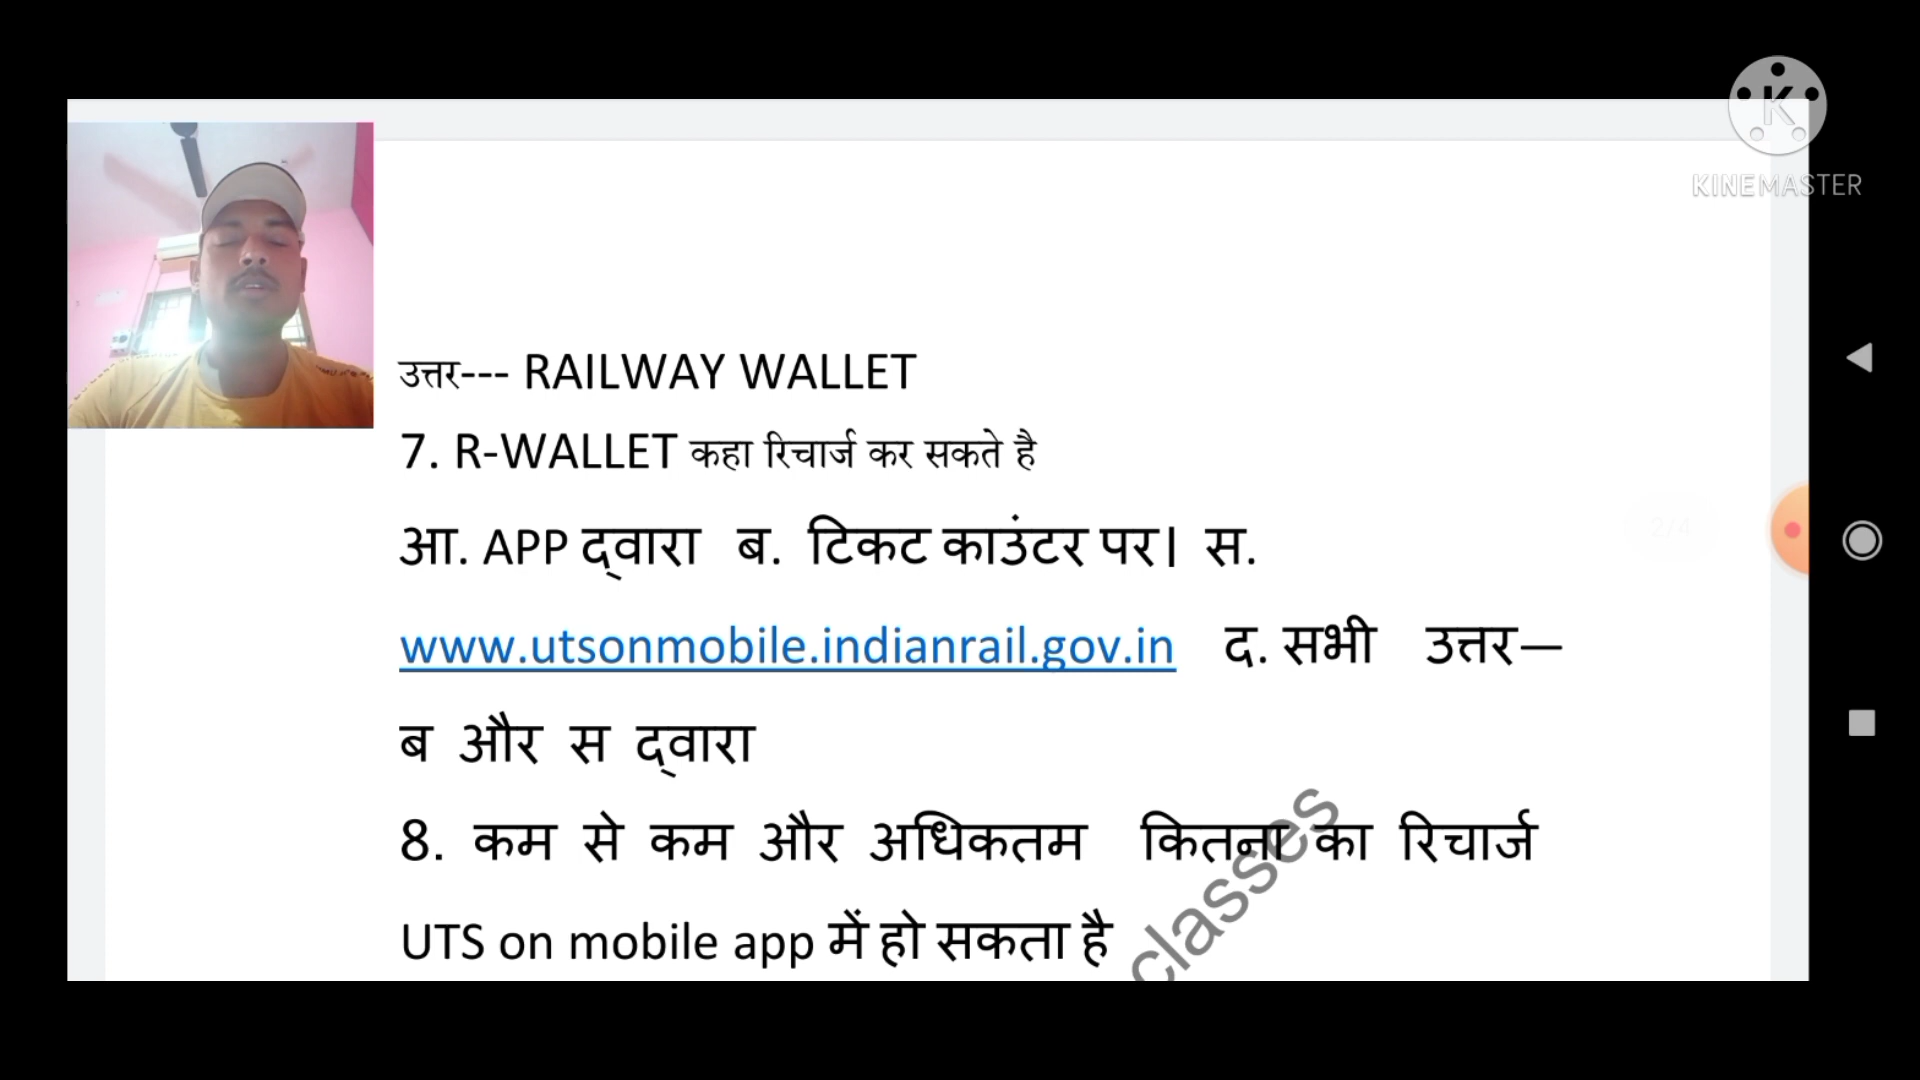 K
KINEMASTER
उत्तर--- RAILWAY WALLET
7. R-WALLET कहा रिचार्ज कर सकते है
आ. APP द्वारा ब. टिकट काउंटर पर। स.
www.utsonmobile.indianrail.gov.in द. सभी उत्तर—
ब और स द्वारा
8. कम से कम और अधिकतम कितना का रिचार्ज
UTS on mobile app में हो सकता है
classes